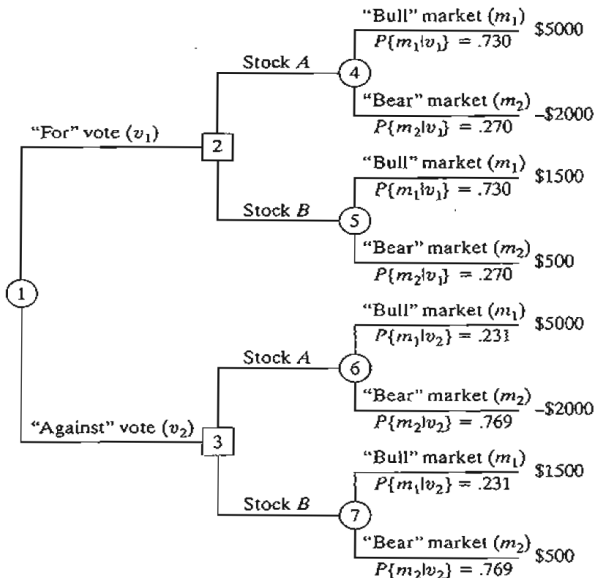 "Bull" market (m₁)
P{m₁|v₁} = .730
$5000
Stock A
4
"Bear" market (m₂)
P{m₂|v₁} = .270
–$2000
"For" vote (v₁)
2
"Bull" market (m₁)
P{m₁|v₁} = .730
$1500
Stock B
5
"Bear" market (m₂)
P{m₂|v₁} = .270
$500
1
"Bull" market (m₁)
P{m₁|v₂} = .231
$5000
Stock A
6
"Bear" market (m₂)
P{m₂|v₂} = .769
–$2000
"Against" vote (v₂)
3
"Bull" market (m₁)
P{m₁|v₂} = .231
$1500
Stock B
7
"Bear" market (m₂)
P{m₂|v₂} = .769
$500